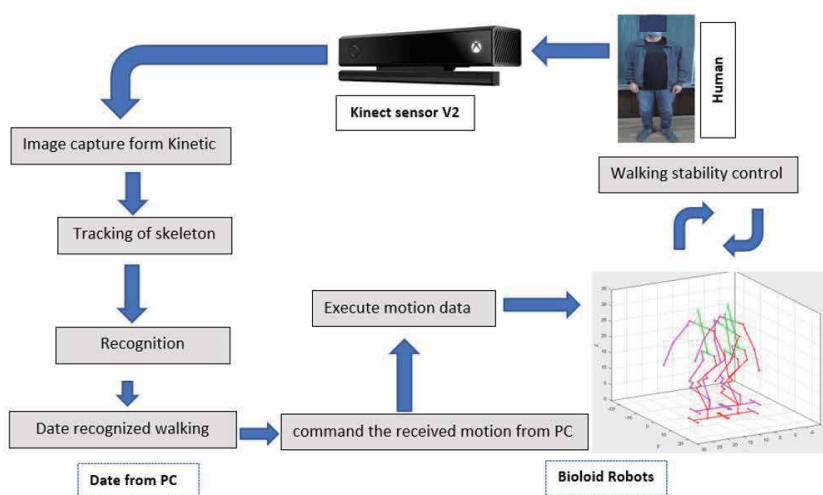 Kinect sensor V2
Human
Image capture form Kinetic
Walking stability control
Tracking of skeleton
Execute motion data
Recognition
Date recognized walking
command the received motion from PC
Date from PC
Bioloid Robots